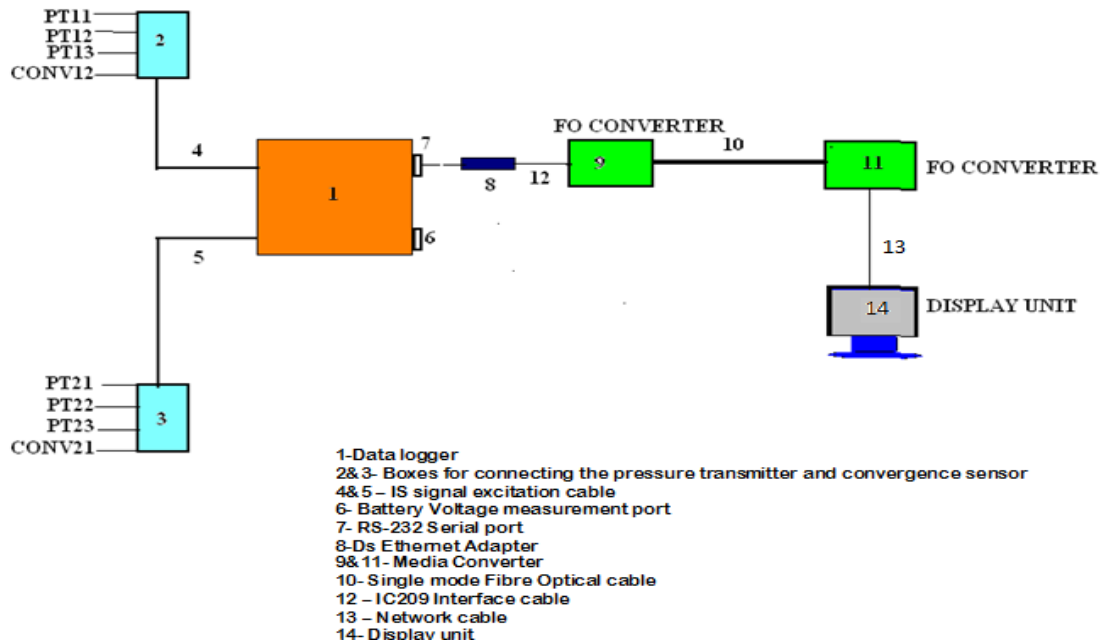 PT11
PT12
PT13
CONV12
2
4
1
7
6
8
12
FO CONVERTER
9
10
11
FO CONVERTER
13
14
DISPLAY UNIT
5
PT21
PT22
PT23
CONV21
3
1-Data logger
2&3- Boxes for connecting the pressure transmitter and convergence sensor
4&5 – IS signal excitation cable
6- Battery Voltage measurement port
7- RS-232 Serial port
8-Ds Ethernet Adapter
9&11- Media Converter
10- Single mode Fibre Optical cable
12 – IC209 Interface cable
13 – Network cable
14- Display unit